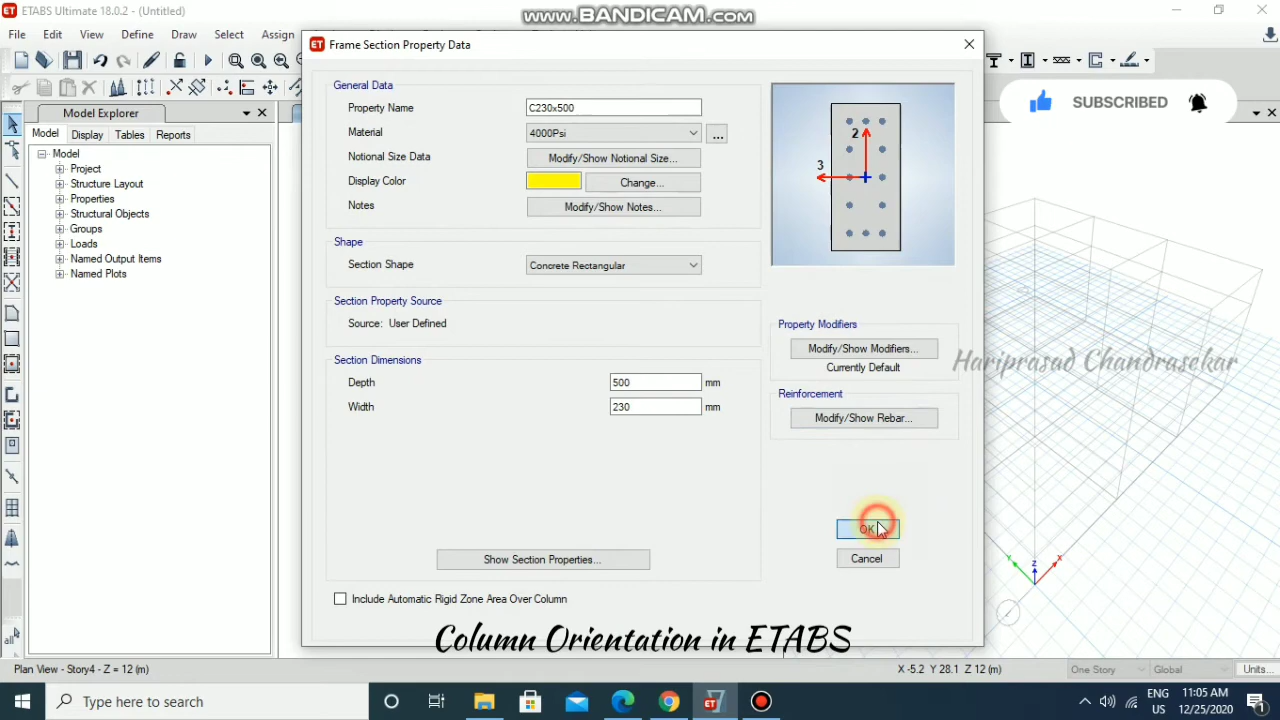 ETABS Ultimate 18.0.2 - (Untitled)
www.BANDICAM.com
File Edit View Define Draw Select Assign
Frame Section Property Data
SUBSCRIBED
Model Explorer
Model Display Tables Reports
Model
Project
Structure Layout
Properties
Structural Objects
Groups
Loads
Named Output Items
Named Plots
General Data
Property Name C230x500
Material 4000Psi ...
Notional Size Data Modify/Show Notional Size...
Display Color Change...
Notes Modify/Show Notes...
2
3
Shape
Section Shape Concrete Rectangular
Section Property Source
Source: User Defined
Section Dimensions
Depth 500 mm
Width 230 mm
Property Modifiers
Modify/Show Modifiers...
Currently Default
Reinforcement
Modify/Show Rebar...
Hariprasad Chandrasekar
OK
Cancel
Show Section Properties...
Include Automatic Rigid Zone Area Over Column
Y Z X
all
Column Orientation in ETABS
Plan View - Story4 - Z = 12 (m) X -5.2 Y 28.1 Z 12 (m) One Story Global Units...
Type here to search
ENG
US
11:05 AM
12/25/2020
1